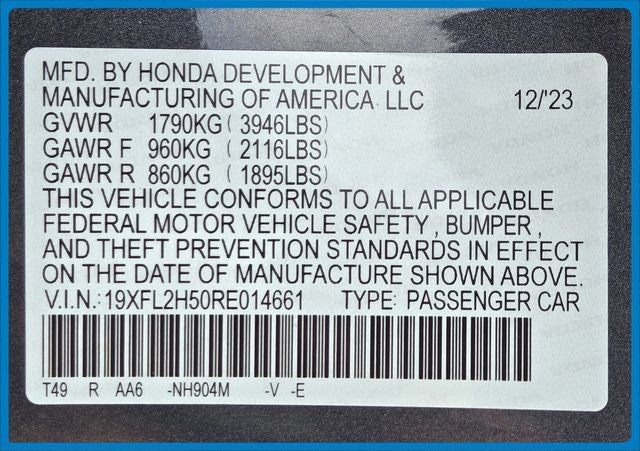 MFD. BY HONDA DEVELOPMENT &
MANUFACTURING OF AMERICA LLC 12/'23
GVWR 1790KG ( 3946LBS)
GAWR F 960KG ( 2116LBS)
GAWR R 860KG ( 1895LBS)
THIS VEHICLE CONFORMS TO ALL APPLICABLE
FEDERAL MOTOR VEHICLE SAFETY , BUMPER ,
AND THEFT PREVENTION STANDARDS IN EFFECT
ON THE DATE OF MANUFACTURE SHOWN ABOVE.
V.I.N.:19XFL2H50RE014661 TYPE: PASSENGER CAR
T49 R AA6 -NH904M -V -E